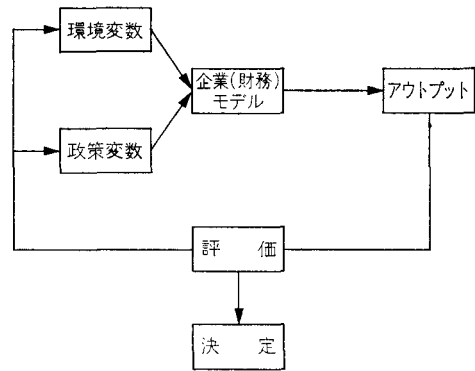 環境変数
企業(財務)
モデル
アウトプット
政策変数
評　価
決　定